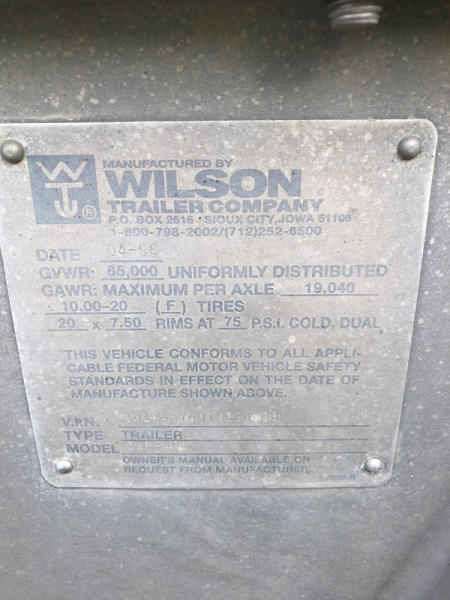 MANUFACTURED BY
WILSON
TRAILER COMPANY
P.O. BOX 2616 SIOUX CITY, IOWA 51106
1-800-798-2002/(712)252-6500
DATE
GVWR: 65,000 UNIFORMLY DISTRIBUTED
GAWR: MAXIMUM PER AXLE 19,040
10.00-20 (F) TIRES
20 x 7.50 RIMS AT 75 P.S.I. COLD, DUAL
THIS VEHICLE CONFORMS TO ALL APPLI-
CABLE FEDERAL MOTOR VEHICLE SAFETY
STANDARDS IN EFFECT ON THE DATE OF
MANUFACTURE SHOWN ABOVE.
V.P.N.
TYPE TRAILER
MODEL
OWNER'S MANUAL AVAILABLE ON
REQUEST FROM MANUFACTURER.